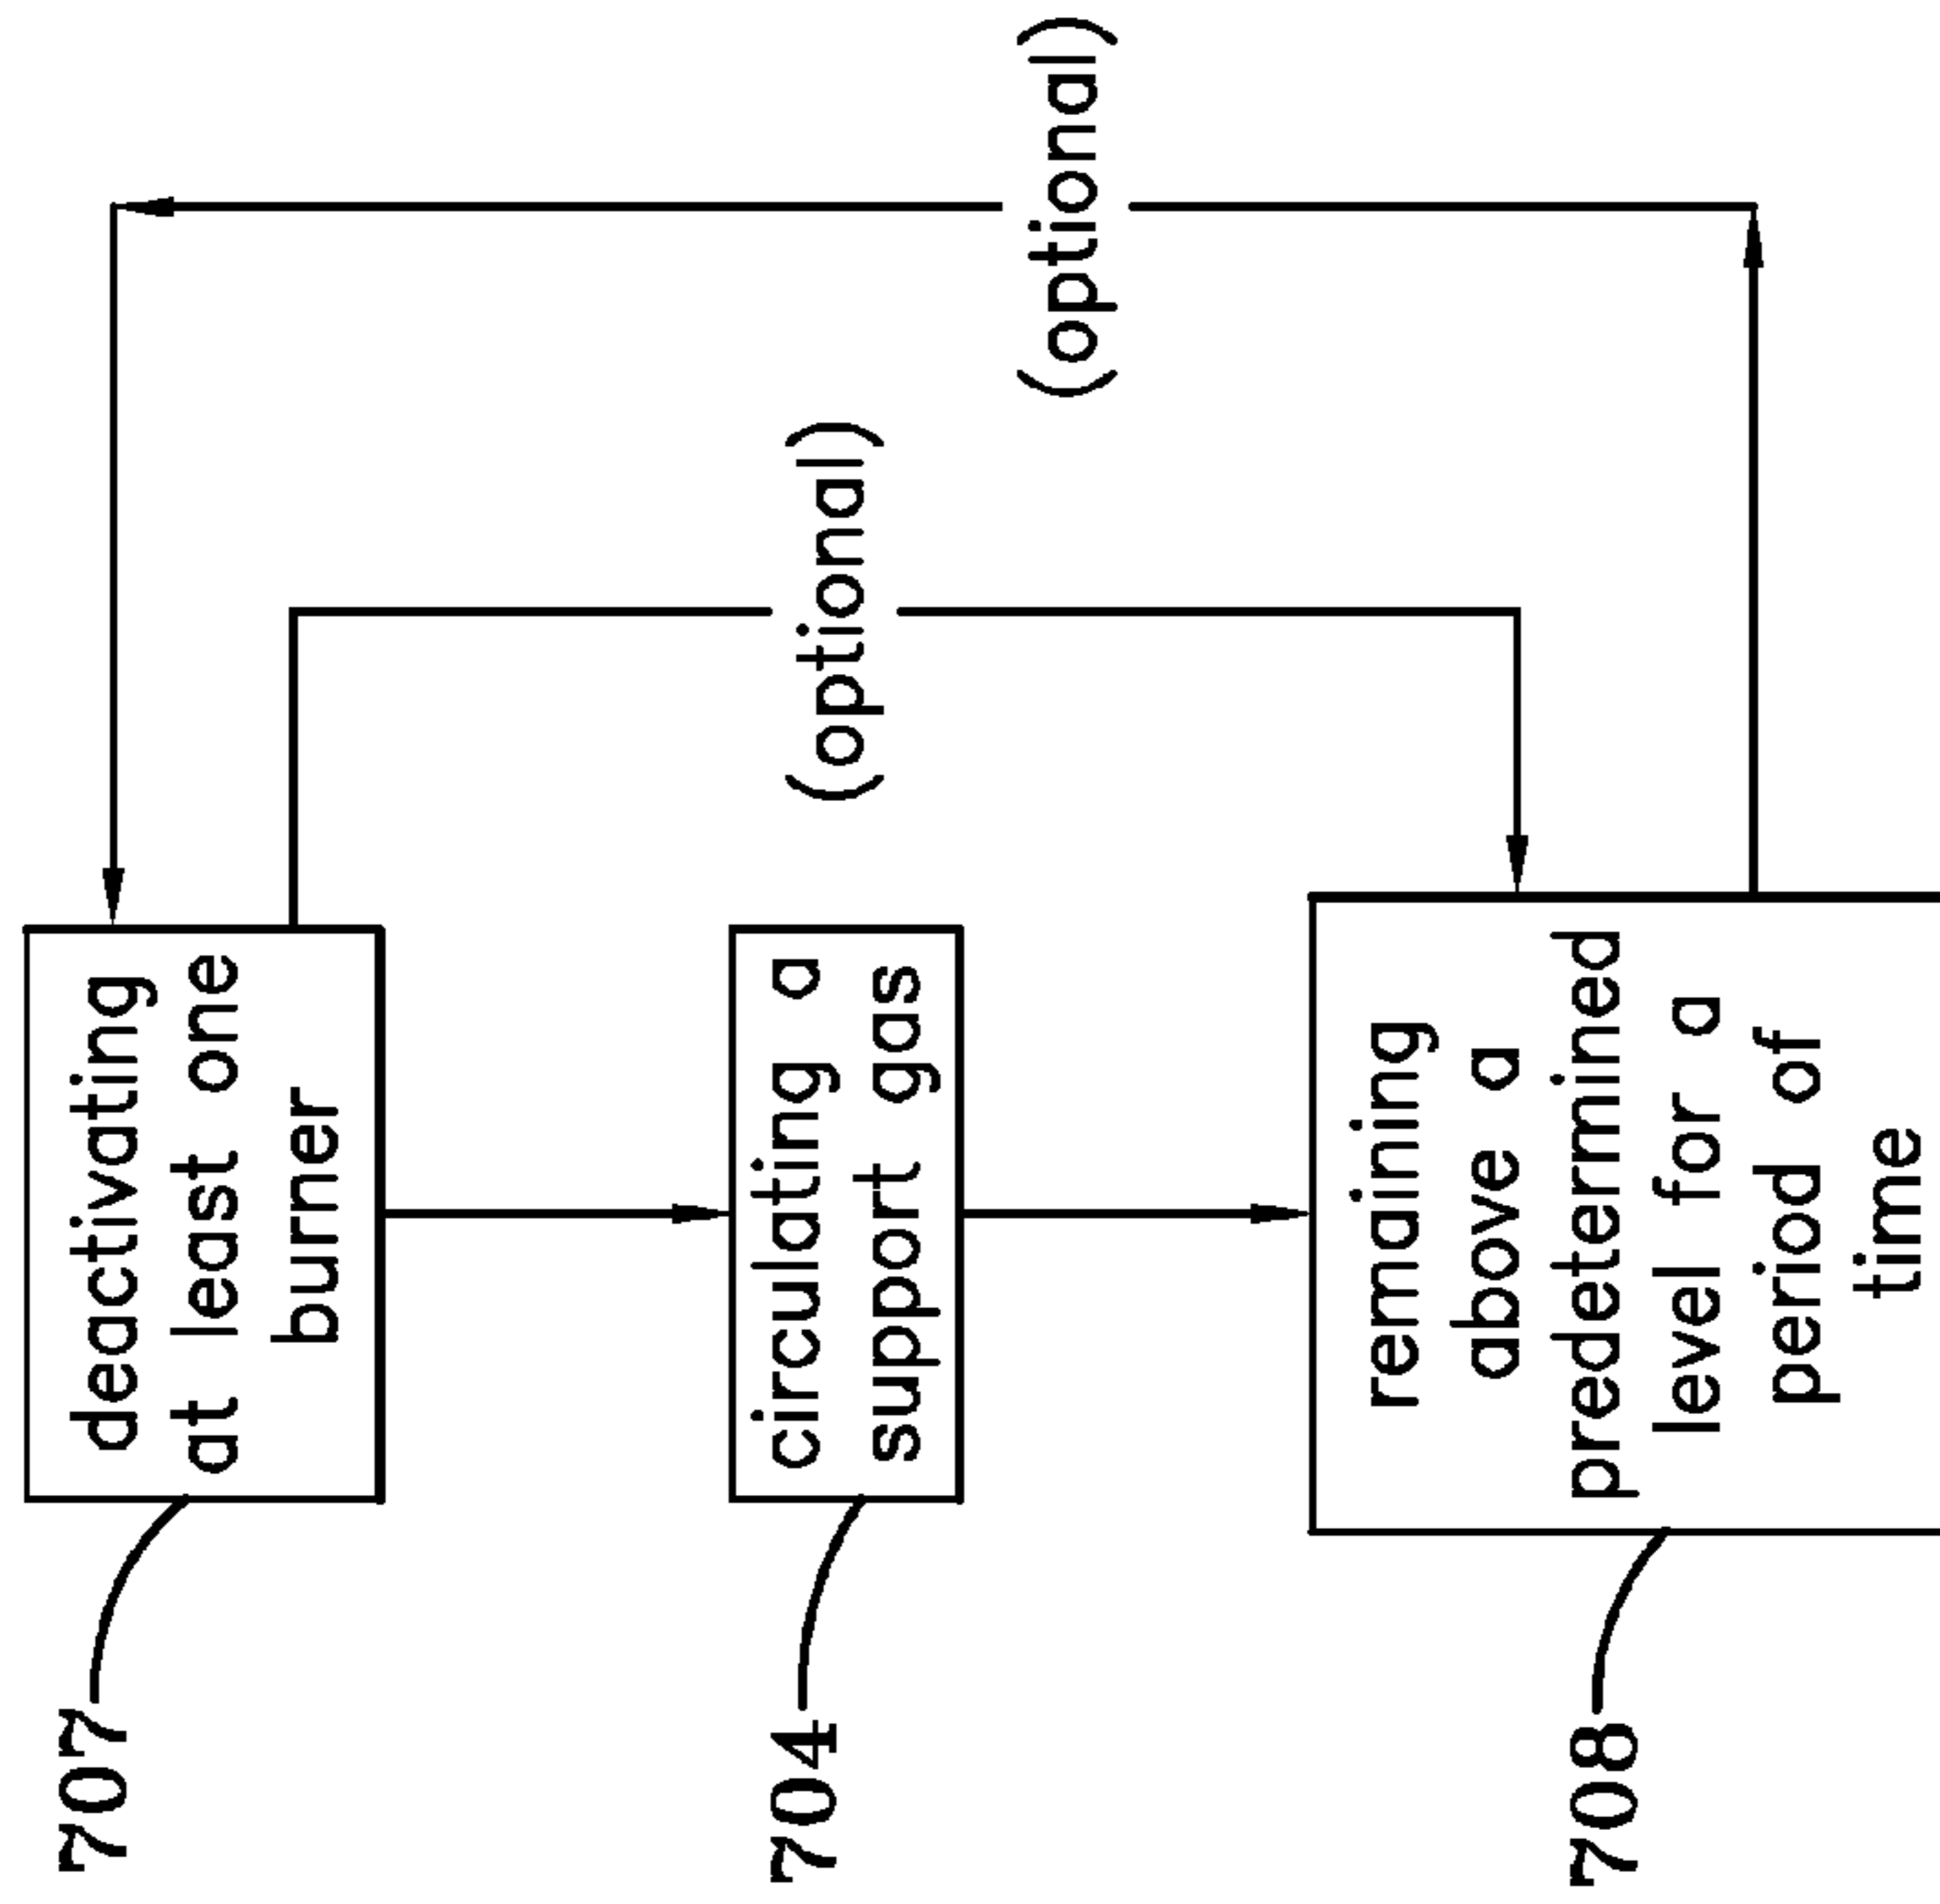 707
deactivating
at least one
burner
704
circulating a
support gas
(optional)
(optional)
708
remaining
above a
predetermined
level for a
period of
time